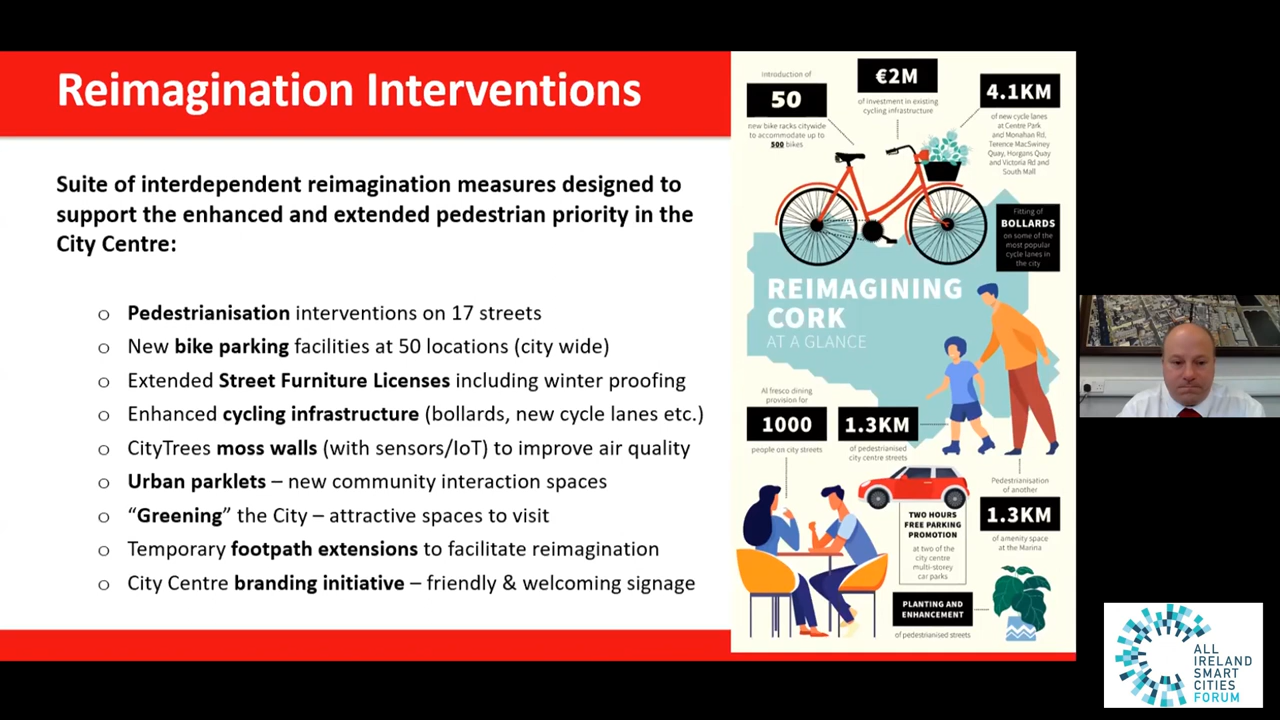 Reimagination Interventions
Suite of interdependent reimagination measures designed to
support the enhanced and extended pedestrian priority in the
City Centre:
o Pedestrianisation interventions on 17 streets
o New bike parking facilities at 50 locations (city wide)
o Extended Street Furniture Licenses including winter proofing
o Enhanced cycling infrastructure (bollards, new cycle lanes etc.)
o CityTrees moss walls (with sensors/IoT) to improve air quality
o Urban parklets – new community interaction spaces
o “Greening” the City – attractive spaces to visit
o Temporary footpath extensions to facilitate reimagination
o City Centre branding initiative – friendly & welcoming signage
Introduction of
50
new bike racks citywide
to accommodate up to
500 bikes
€2M
of investment in existing
cycling infrastructure
4.1KM
of new cycle lanes
at Centre Park
and Monahan Rd,
Terence MacSwiney
Quay, Horgans Quay
and Victoria Rd and
South Mall
Fitting of
BOLLARDS
on some of the
most popular
cycle lanes in
the city
REIMAGINING
CORK
AT A GLANCE
Al fresco dining
provision for
1000
people on city streets
1.3KM
of pedestrianised
city centre streets
Pedestrianisation
of another
1.3KM
of amenity space
at the Marina
TWO HOURS
FREE PARKING
PROMOTION
at two of the
city centre
multi-storey
car parks
PLANTING AND
ENHANCEMENT
of pedestrianised streets
ALL
IRELAND
SMART
CITIES
FORUM